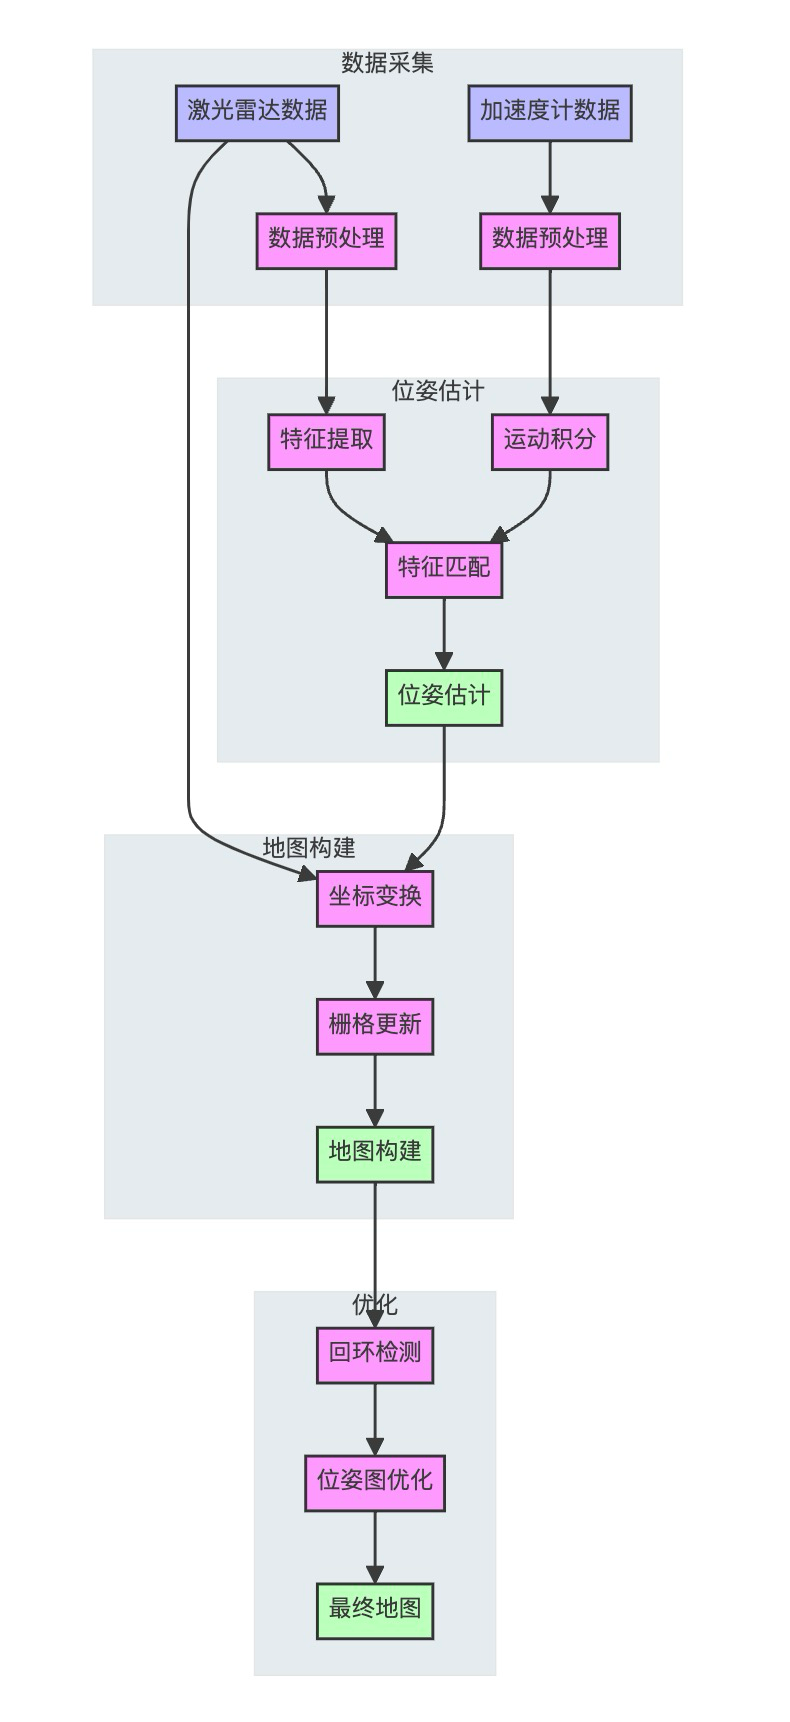 数据采集
激光雷达数据
加速度计数据
数据预处理
数据预处理
位姿估计
特征提取
运动积分
特征匹配
位姿估计
地图构建
坐标变换
栅格更新
地图构建
优化
回环检测
位姿图优化
最终地图